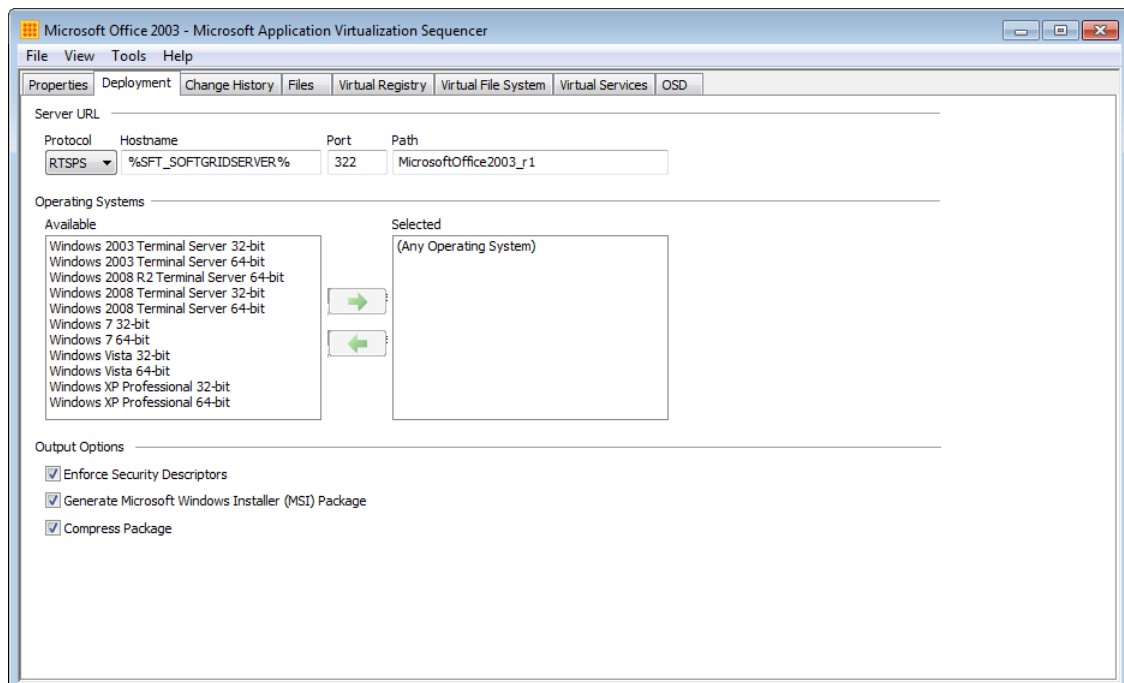 Microsoft Office 2003 - Microsoft Application Virtualization Sequencer
File View Tools Help
Properties Deployment Change History Files Virtual Registry Virtual File System Virtual Services OSD
Server URL
Protocol Hostname Port Path
RTSPS %SFT_SOFTGRIDSERVER% 322 MicrosoftOffice2003_r1
Operating Systems
Available Selected
Windows 2003 Terminal Server 32-bit (Any Operating System)
Windows 2003 Terminal Server 64-bit
Windows 2008 R2 Terminal Server 64-bit
Windows 2008 Terminal Server 32-bit
Windows 2008 Terminal Server 64-bit
Windows 7 32-bit
Windows 7 64-bit
Windows Vista 32-bit
Windows Vista 64-bit
Windows XP Professional 32-bit
Windows XP Professional 64-bit
Output Options
Enforce Security Descriptors
Generate Microsoft Windows Installer (MSI) Package
Compress Package